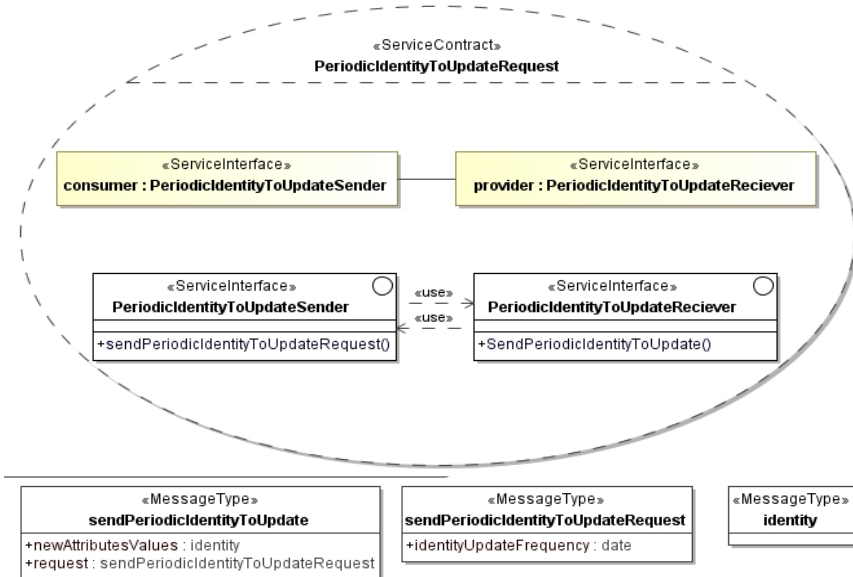 «ServiceContract»
PeriodicIdentityToUpdateRequest
«ServiceInterface»
consumer : PeriodicIdentityToUpdateSender
«ServiceInterface»
provider : PeriodicIdentityToUpdateReciever
«ServiceInterface»
PeriodicIdentityToUpdateSender
+sendPeriodicIdentityToUpdateRequest()
«use»
«use»
«ServiceInterface»
PeriodicIdentityToUpdateReciever
+SendPeriodicIdentityToUpdate()
«MessageType»
sendPeriodicIdentityToUpdate
+newAttributesValues : identity
+request : sendPeriodicIdentityToUpdateRequest
«MessageType»
sendPeriodicIdentityToUpdateRequest
+identityUpdateFrequency : date
«MessageType»
identity